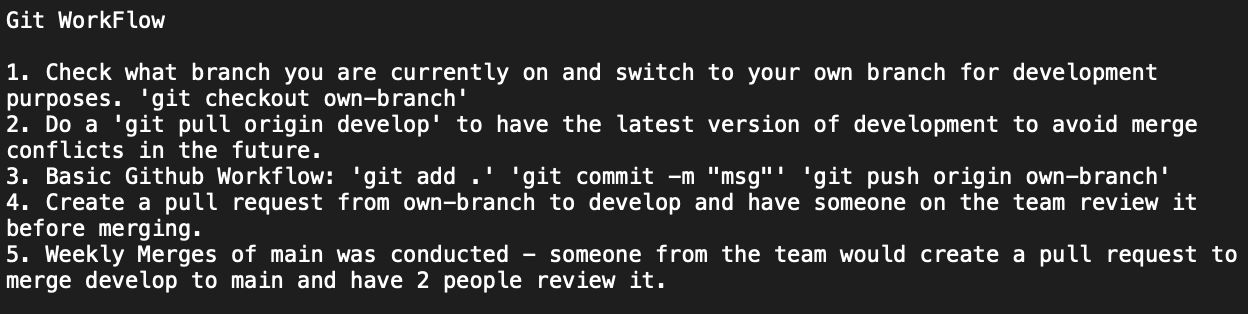 Git WorkFlow
1. Check what branch you are currently on and switch to your own branch for development
purposes. 'git checkout own-branch'
2. Do a 'git pull origin develop' to have the latest version of development to avoid merge
conflicts in the future.
3. Basic Github Workflow: 'git add .' 'git commit -m "msg"' 'git push origin own-branch'
4. Create a pull request from own-branch to develop and have someone on the team review it
before merging.
5. Weekly Merges of main was conducted - someone from the team would create a pull request to
merge develop to main and have 2 people review it.